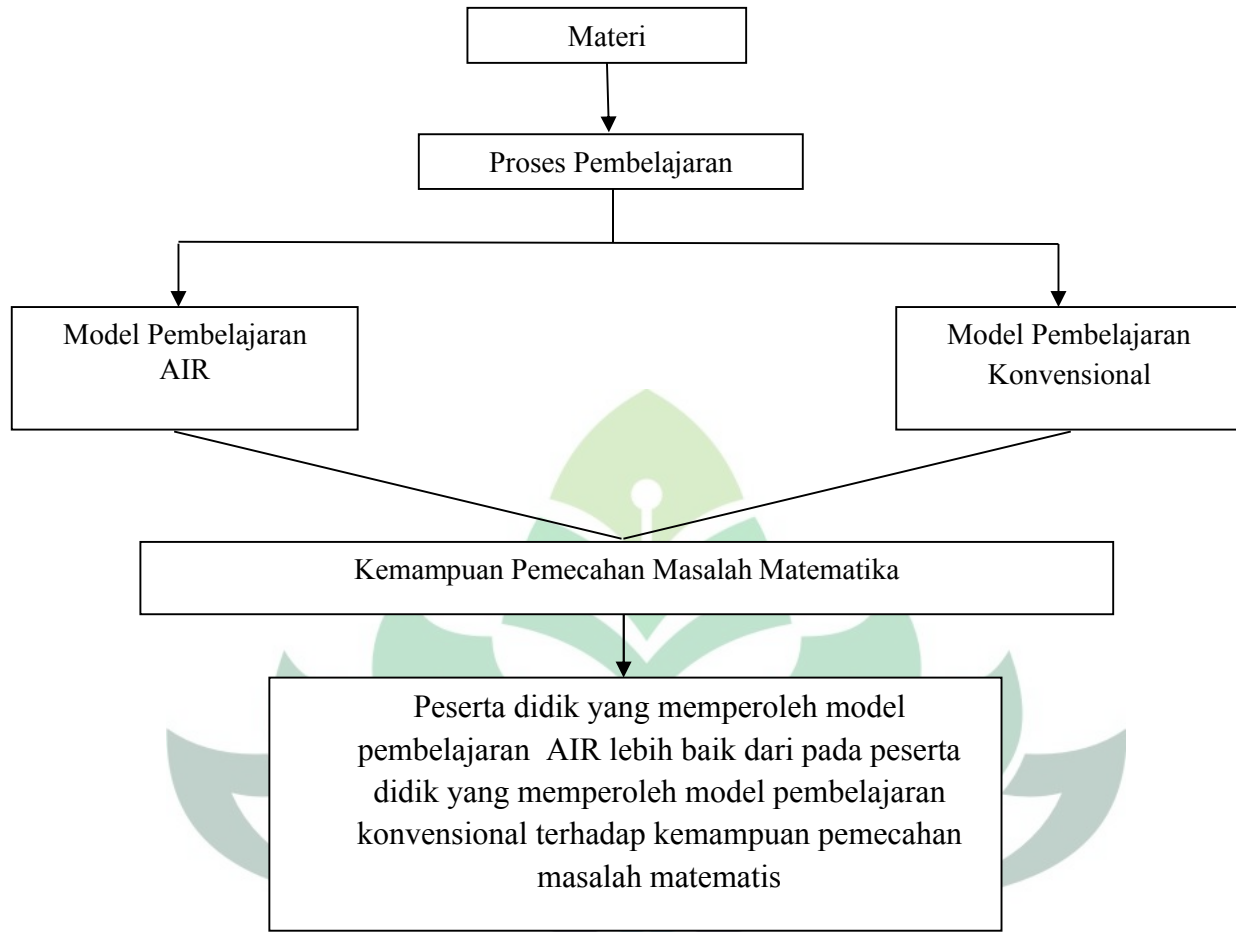 Materi
Proses Pembelajaran
Model Pembelajaran
AIR
Model Pembelajaran
Konvensional
Kemampuan Pemecahan Masalah Matematika
Peserta didik yang memperoleh model
pembelajaran AIR lebih baik dari pada peserta
didik yang memperoleh model pembelajaran
konvensional terhadap kemampuan pemecahan
masalah matematis